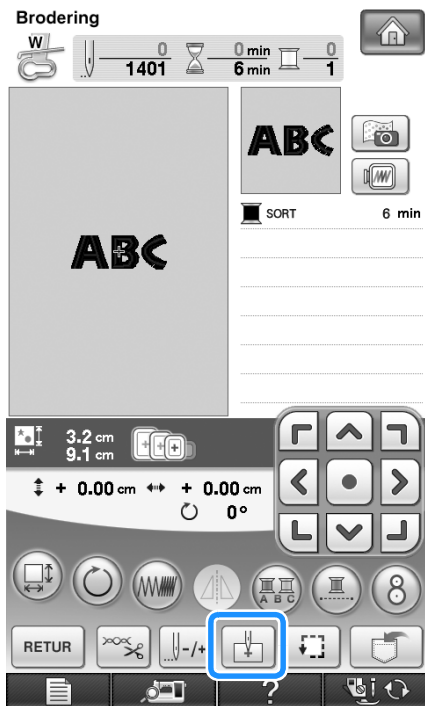 Brodering
W
0
1401
0 min
6 min
0
1
ABC
ABC
SORT 6 min
3.2 cm
9.1 cm
+ 0.00 cm + 0.00 cm
0°
A B C
8
RETUR
-/+
?